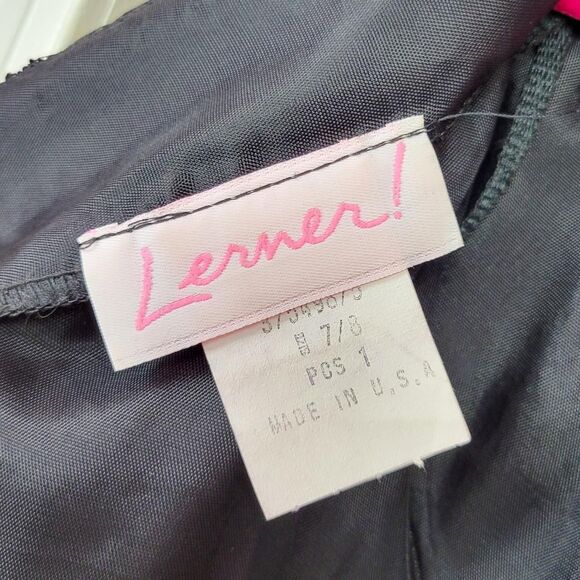 Lerner!
7/8
PCS 1
MADE IN U.S.A